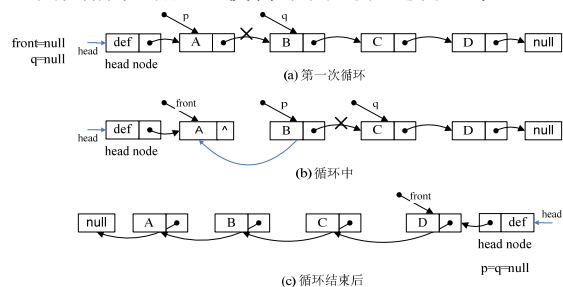 p
q
front=null
q=null
head
def
A
B
C
D
null
head node
(a) 第一次循环
front
p
q
head
def
A
^
B
C
D
null
head node
(b) 循环中
front
null
A
B
C
D
def
head
head node
p=q=null
(c) 循环结束后